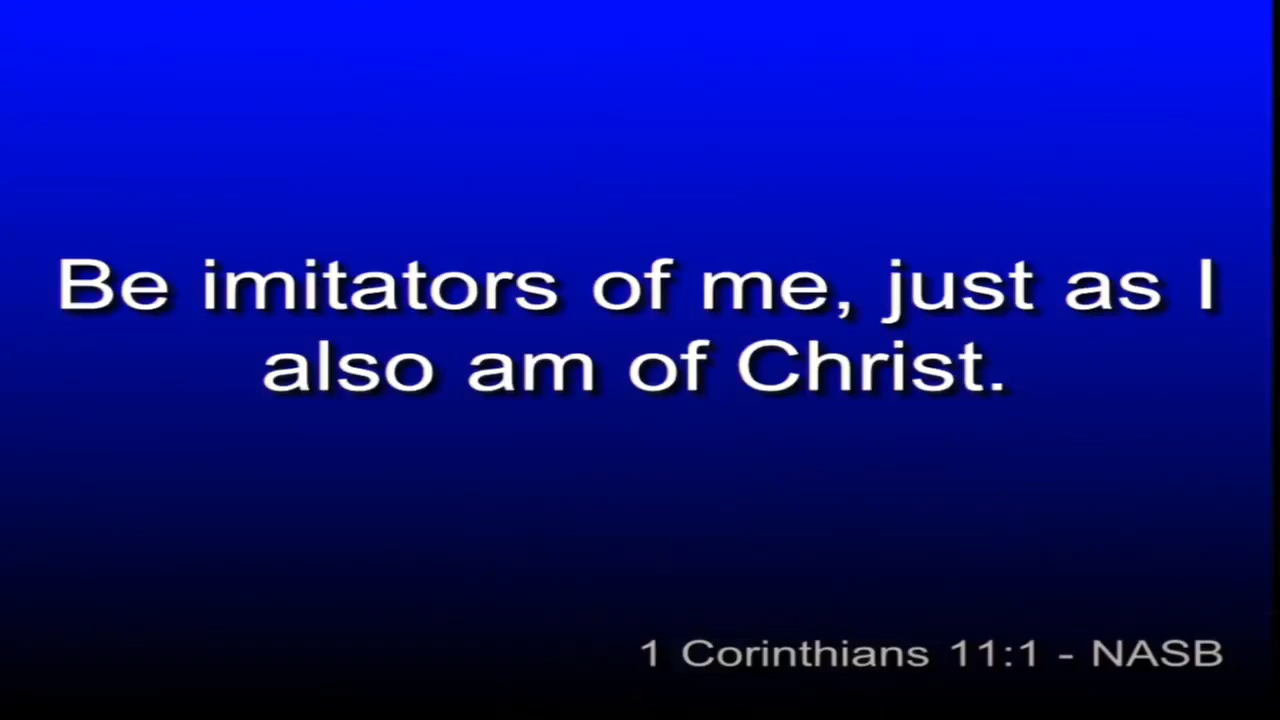 Be imitators of me, just as I
also am of Christ.
1 Corinthians 11:1 - NASB